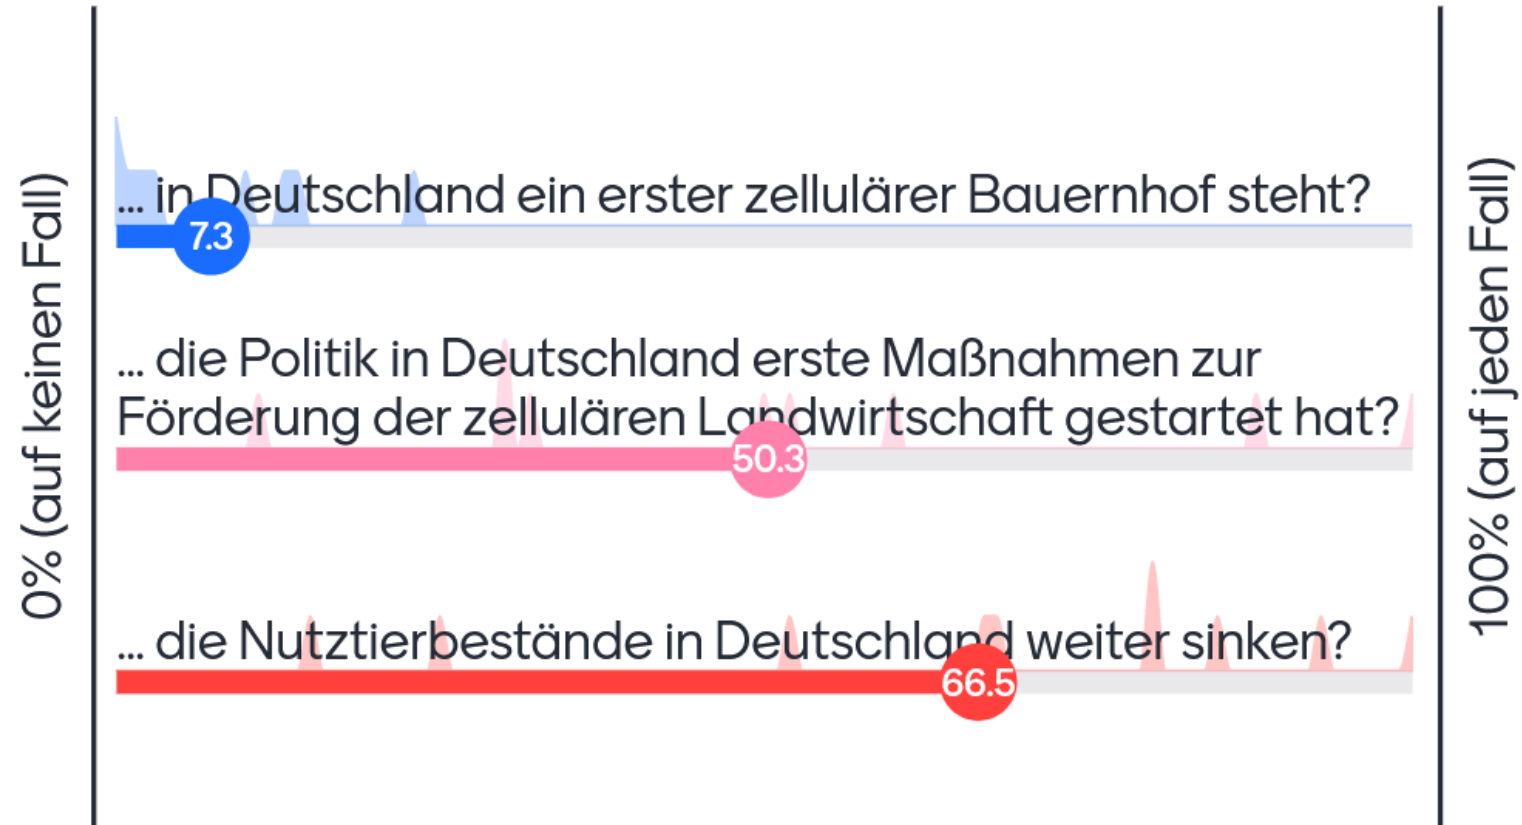 0% (auf keinen Fall)
... in Deutschland ein erster zellulärer Bauernhof steht?
7.3
... die Politik in Deutschland erste Maßnahmen zur
Förderung der zellulären Landwirtschaft gestartet hat?
50.3
... die Nutztierbestände in Deutschland weiter sinken?
66.5
100% (auf jeden Fall)